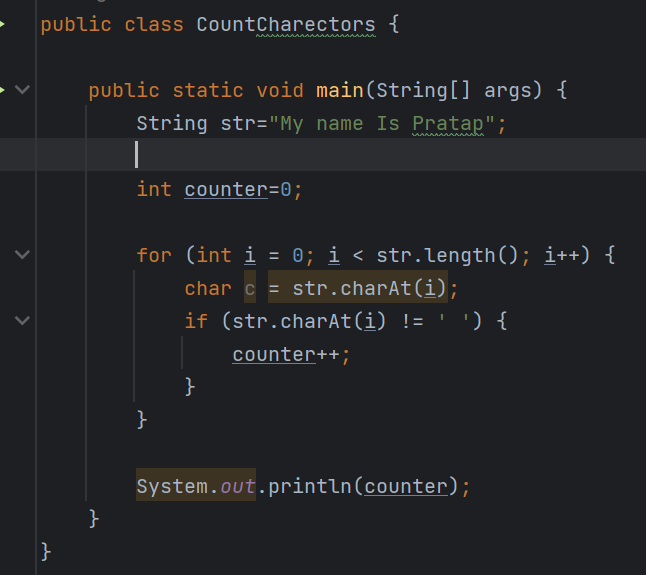 public class CountCharectors {
public static void main(String[] args) {
String str="My name Is Pratap";
int counter=0;
for (int i = 0; i < str.length(); i++) {
char c = str.charAt(i);
if (str.charAt(i) != ' ') {
counter++;
}
}
System.out.println(counter);
}
}